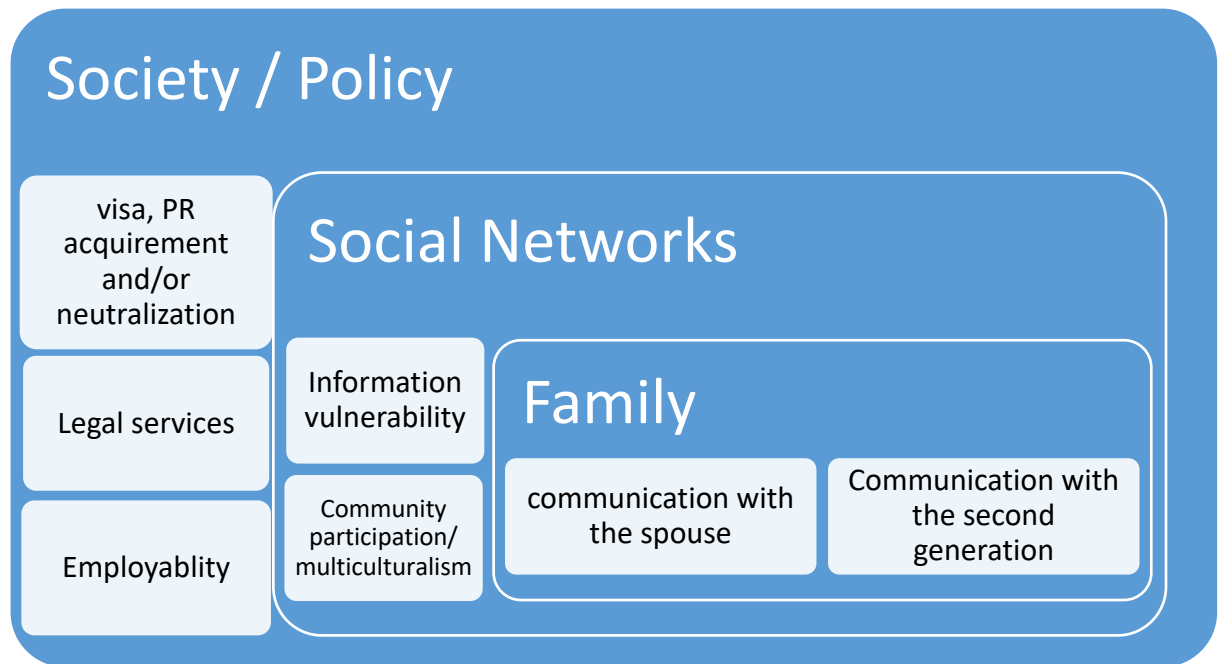 Society / Policy
visa, PR
acquirement
and/or
neutralization
Legal services
Employablity
Social Networks
Information
vulnerability
Community
participation/
multiculturalism
Family
communication with
the spouse
Communication with
the second
generation